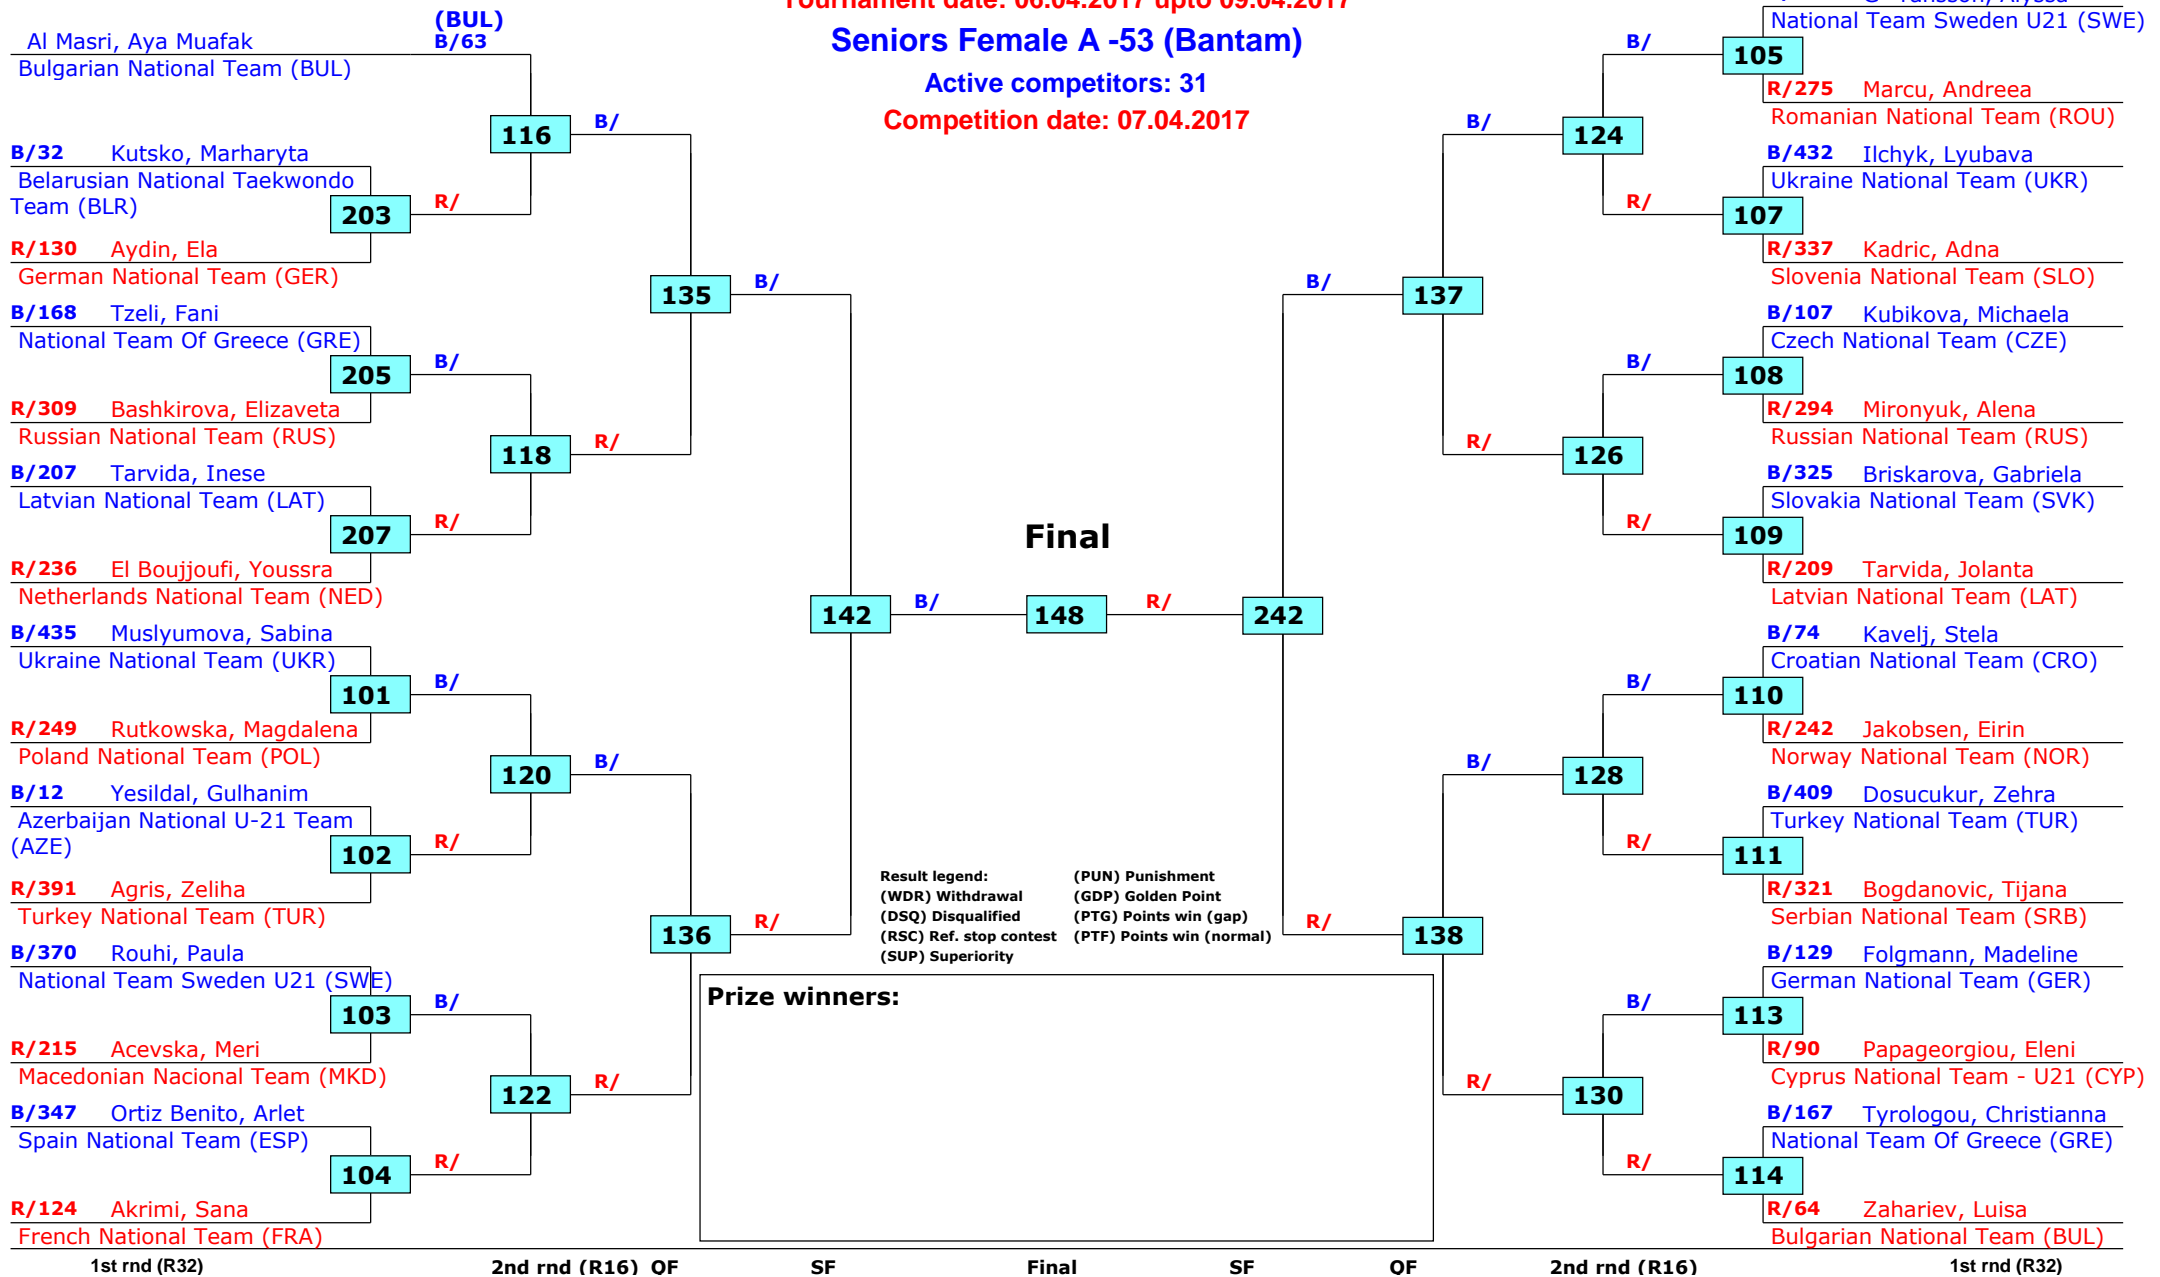 Tournament date: 06.04.2017 upto 09.04.2017
Seniors Female A -53 (Bantam)
Active competitors: 31
Competition date: 07.04.2017
(BUL)
Al Masri, Aya Muafak
B/63
Bulgarian National Team (BUL)
116
B/
B/32 Kutsko, Marharyta
Belarusian National Taekwondo
Team (BLR)
203
R/
R/130 Aydin, Ela
German National Team (GER)
135
B/
B/168 Tzeli, Fani
National Team Of Greece (GRE)
205
B/
R/309 Bashkirova, Elizaveta
Russian National Team (RUS)
118
R/
B/207 Tarvida, Inese
Latvian National Team (LAT)
207
R/
R/236 El Boujjoufi, Youssra
Netherlands National Team (NED)
142
B/
B/435 Muslyumova, Sabina
Ukraine National Team (UKR)
101
B/
R/249 Rutkowska, Magdalena
Poland National Team (POL)
120
B/
B/12 Yesildal, Gulhanim
Azerbaijan National U-21 Team
(AZE)
102
R/
R/391 Agris, Zeliha
Turkey National Team (TUR)
136
R/
B/370 Rouhi, Paula
National Team Sweden U21 (SWE)
103
B/
R/215 Acevska, Meri
Macedonian Nacional Team (MKD)
122
R/
B/347 Ortiz Benito, Arlet
Spain National Team (ESP)
104
R/
R/124 Akrimi, Sana
French National Team (FRA)
Final
148
R/
242
Result legend:
(WDR) Withdrawal
(DSQ) Disqualified
(RSC) Ref. stop contest
(SUP) Superiority
(PUN) Punishment
(GDP) Golden Point
(PTG) Points win (gap)
(PTF) Points win (normal)
Prize winners:
National Team Sweden U21 (SWE)
B/
105
R/275 Marcu, Andreea
Romanian National Team (ROU)
B/
124
B/432 Ilchyk, Lyubava
Ukraine National Team (UKR)
R/
107
R/337 Kadric, Adna
Slovenia National Team (SLO)
B/
137
B/107 Kubikova, Michaela
Czech National Team (CZE)
B/
108
R/294 Mironyuk, Alena
Russian National Team (RUS)
R/
126
B/325 Briskarova, Gabriela
Slovakia National Team (SVK)
R/
109
R/209 Tarvida, Jolanta
Latvian National Team (LAT)
B/74 Kavelj, Stela
Croatian National Team (CRO)
B/
110
R/242 Jakobsen, Eirin
Norway National Team (NOR)
B/
128
B/409 Dosucukur, Zehra
Turkey National Team (TUR)
R/
111
R/321 Bogdanovic, Tijana
Serbian National Team (SRB)
R/
138
B/129 Folgmann, Madeline
German National Team (GER)
B/
113
R/90 Papageorgiou, Eleni
Cyprus National Team - U21 (CYP)
R/
130
B/167 Tyrologou, Christianna
National Team Of Greece (GRE)
R/
114
R/64 Zahariev, Luisa
Bulgarian National Team (BUL)
1st rnd (R32) 2nd rnd (R16) QF SF Final SF QF 2nd rnd (R16) 1st rnd (R32)